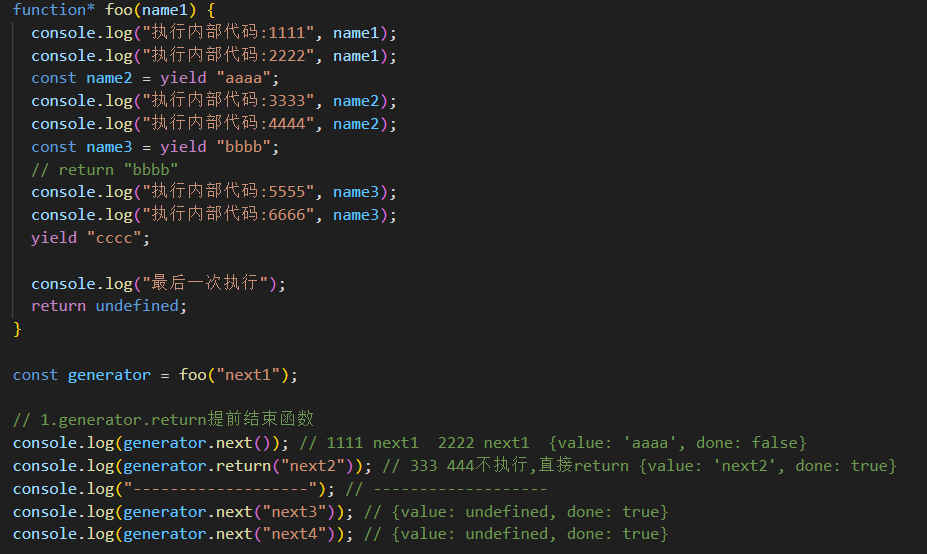 function* foo(name1) {
  console.log("执行内部代码:1111", name1);
  console.log("执行内部代码:2222", name1);
  const name2 = yield "aaaa";
  console.log("执行内部代码:3333", name2);
  console.log("执行内部代码:4444", name2);
  const name3 = yield "bbbb";
  // return "bbbb"
  console.log("执行内部代码:5555", name3);
  console.log("执行内部代码:6666", name3);
  yield "cccc";

  console.log("最后一次执行");
  return undefined;
}

const generator = foo("next1");

// 1.generator.return提前结束函数
console.log(generator.next()); // 1111 next1  2222 next1  {value: 'aaaa', done: false}
console.log(generator.return("next2")); // 333 444不执行,直接return {value: 'next2', done: true}
console.log("-------------------"); // -------------------
console.log(generator.next("next3")); // {value: undefined, done: true}
console.log(generator.next("next4")); // {value: undefined, done: true}